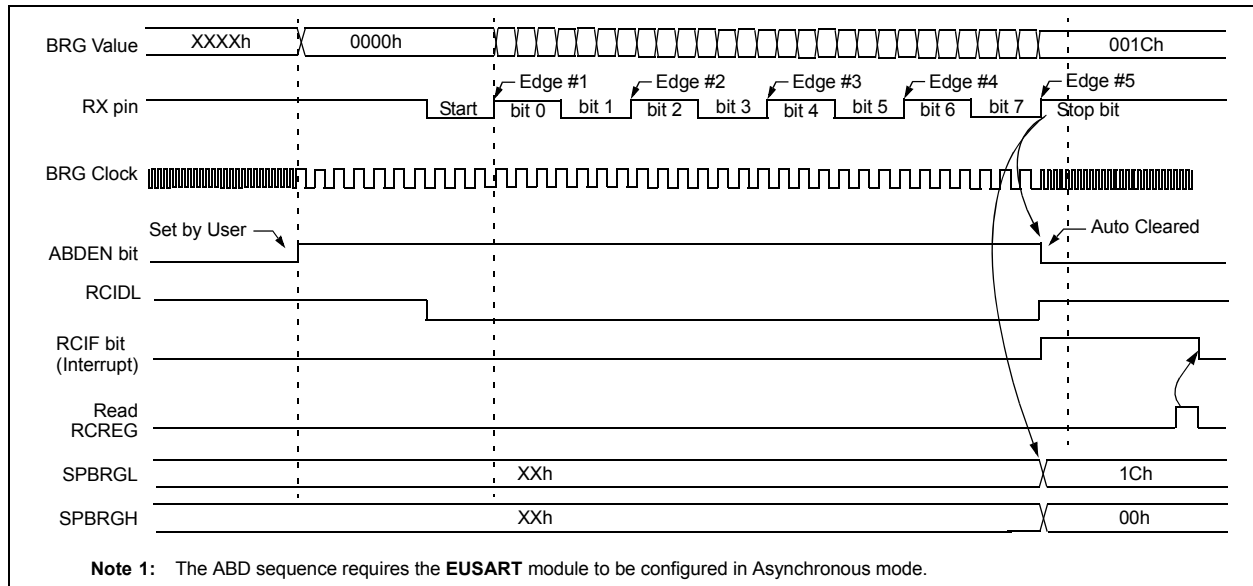 BRG Value
XXXXh
0000h
001Ch
Edge #1
Edge #2
Edge #3
Edge #4
Edge #5
RX pin
Start
bit 0
bit 1
bit 2
bit 3
bit 4
bit 5
bit 6
bit 7
Stop bit
BRG Clock
Set by User
Auto Cleared
ABDEN bit
RCIDL
RCIF bit
(Interrupt)
Read
RCREG
SPBRGL
XXh
1Ch
SPBRGH
XXh
00h
Note 1: The ABD sequence requires the EUSART module to be configured in Asynchronous mode.